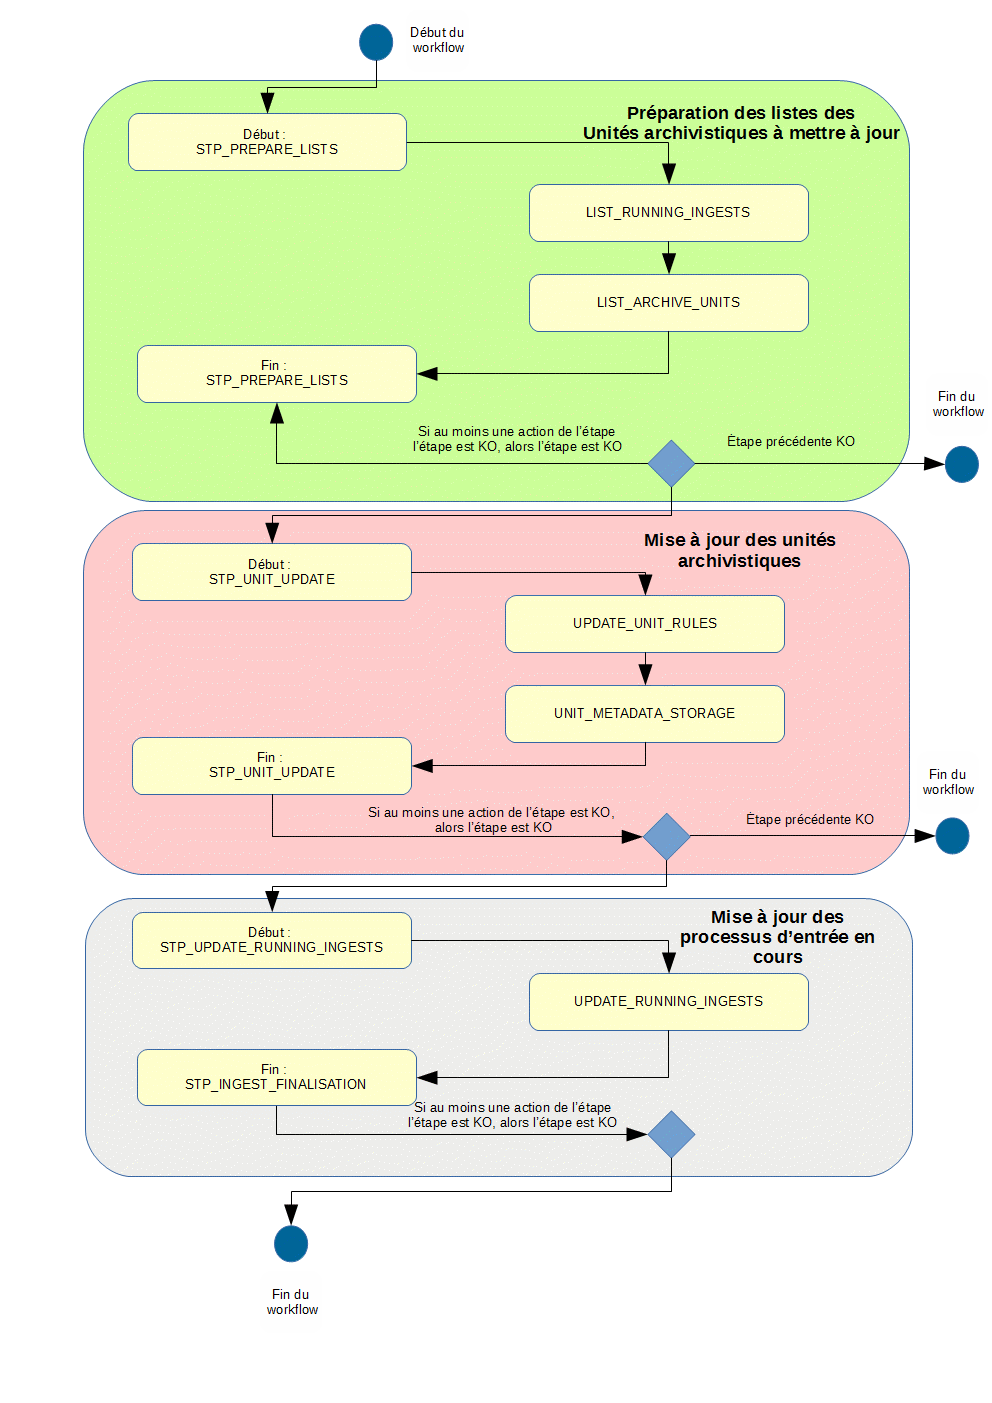 Début du
workflow
Préparation des listes des
Unités archivistiques à mettre à jour
Début :
STP_PREPARE_LISTS
LIST_RUNNING_INGESTS
LIST_ARCHIVE_UNITS
Fin :
STP_PREPARE_LISTS
Si au moins une action de l'étape
l'étape est KO, alors l'étape est KO
Étape précédente KO
Fin du
workflow
Mise à jour des unités
archivistiques
Début :
STP_UNIT_UPDATE
UPDATE_UNIT_RULES
UNIT_METADATA_STORAGE
Fin :
STP_UNIT_UPDATE
Si au moins une action de l'étape est KO,
alors l'étape est KO
Étape précédente KO
Fin du
workflow
Mise à jour des
processus d'entrée en
cours
Début :
STP_UPDATE_RUNNING_INGESTS
UPDATE_RUNNING_INGESTS
Fin :
STP_INGEST_FINALISATION
Si au moins une action de l'étape
l'étape est KO, alors l'étape est KO
Fin du
workflow